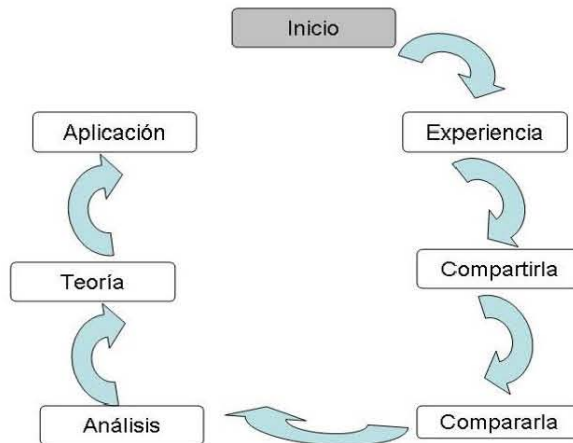 Inicio
Experiencia
Compartirla
Compararla
Análisis
Teoría
Aplicación